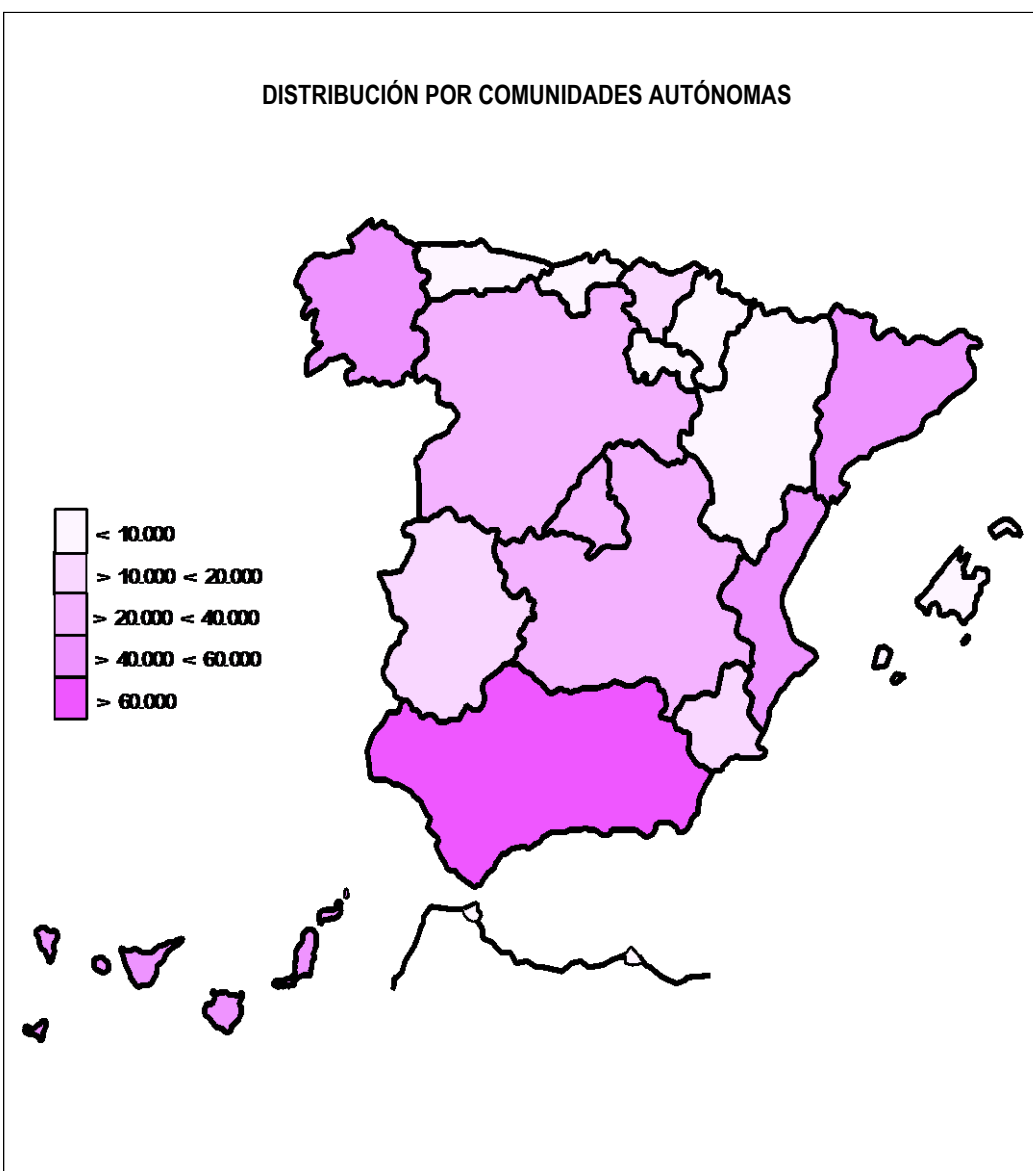 DISTRIBUCIÓN POR COMUNIDADES AUTÓNOMAS
< 10.000
> 10.000 < 20.000
> 20.000 < 40.000
> 40.000 < 60.000
> 60.000